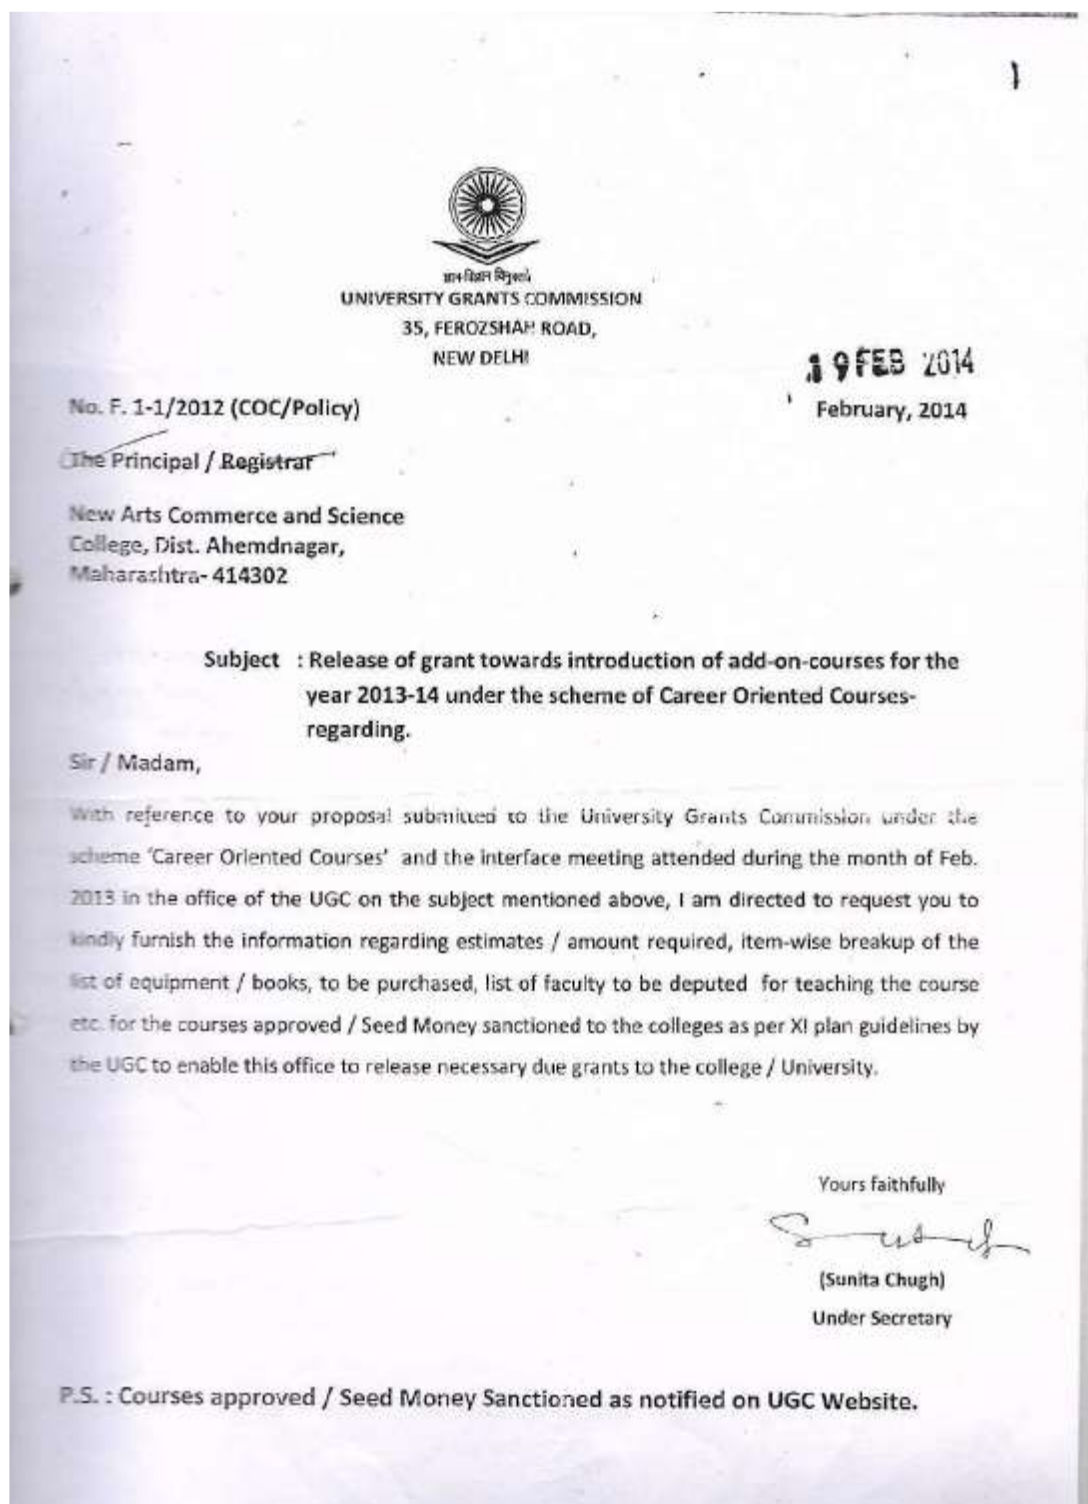 1
ज्ञान-विज्ञान विमुक्तये
UNIVERSITY GRANTS COMMISSION
35, FEROZSHAH ROAD,
NEW DELHI
19 FEB 2014
No. F. 1-1/2012 (COC/Policy)
February, 2014
The Principal / Registrar
New Arts Commerce and Science
College, Dist. Ahemdnagar,
Maharashtra- 414302
Subject : Release of grant towards introduction of add-on-courses for the
year 2013-14 under the scheme of Career Oriented Courses-
regarding.
Sir / Madam,
With reference to your proposal submitted to the University Grants Commission under the
scheme 'Career Oriented Courses' and the interface meeting attended during the month of Feb.
2013 in the office of the UGC on the subject mentioned above, I am directed to request you to
kindly furnish the information regarding estimates / amount required, item-wise breakup of the
list of equipment / books, to be purchased, list of faculty to be deputed for teaching the course
etc. for the courses approved / Seed Money sanctioned to the colleges as per XI plan guidelines by
the UGC to enable this office to release necessary due grants to the college / University.
Yours faithfully
(Sunita Chugh)
Under Secretary
P.S. : Courses approved / Seed Money Sanctioned as notified on UGC Website.